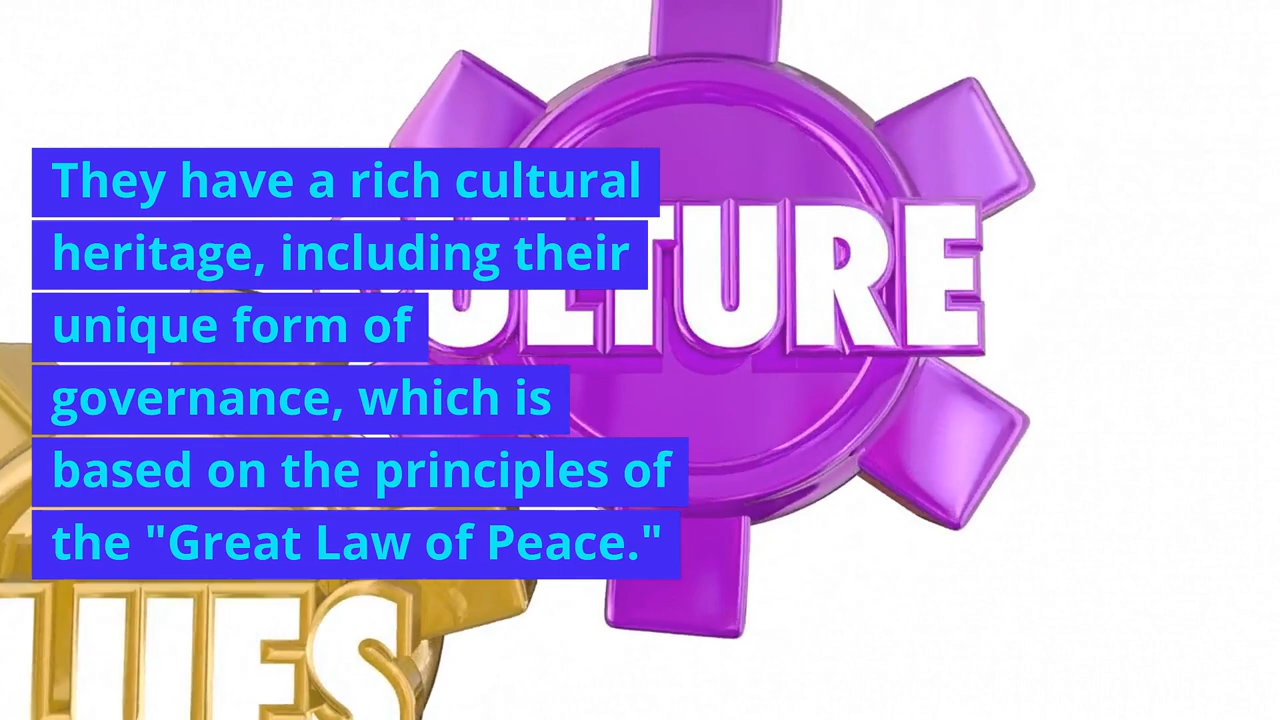 They have a rich cultural
heritage, including their
unique form of
governance, which is
based on the principles of
the "Great Law of Peace."
CULTURE